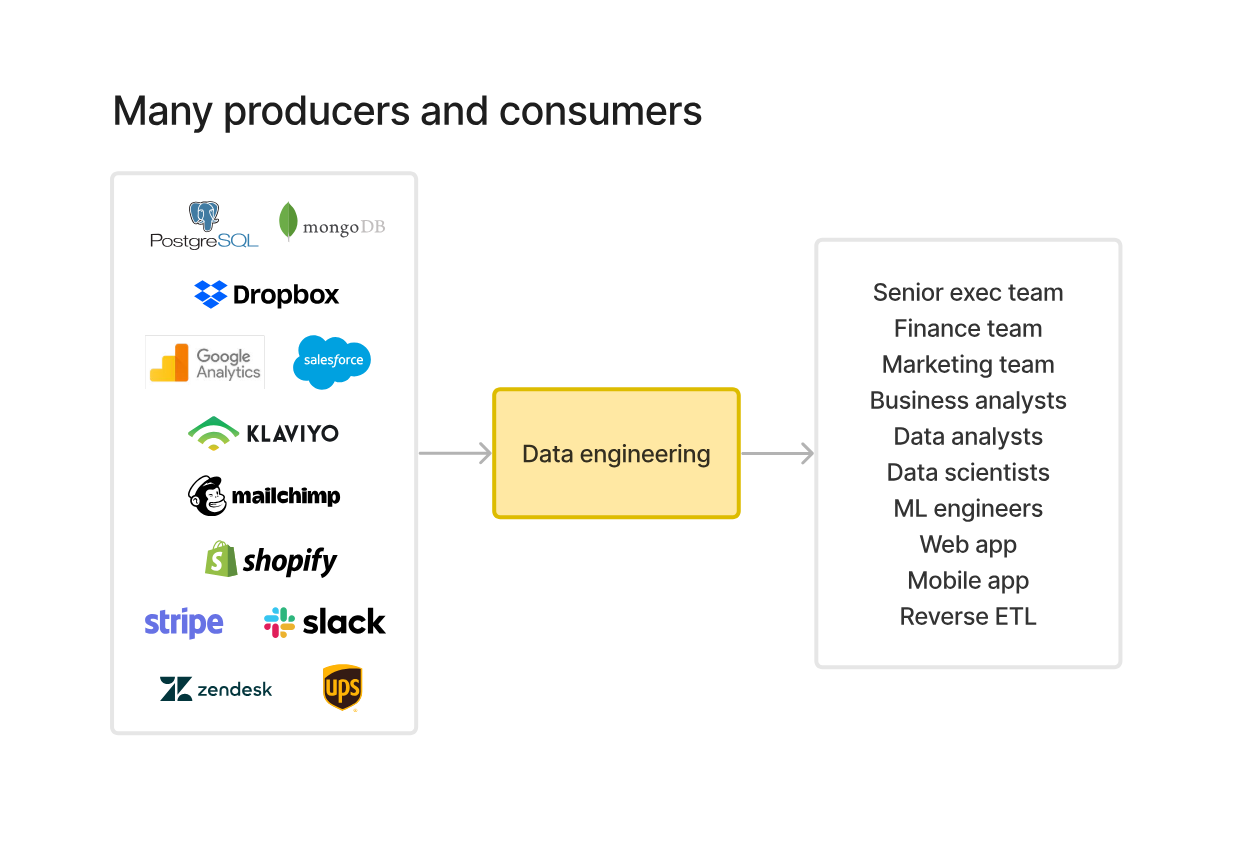 Many producers and consumers
PostgreSQL mongoDB
Dropbox
Google
Analytics
salesforce
KLAVIYO
mailchimp
shopify
stripe slack
zendesk ups
Data engineering
Senior exec team
Finance team
Marketing team
Business analysts
Data analysts
Data scientists
ML engineers
Web app
Mobile app
Reverse ETL